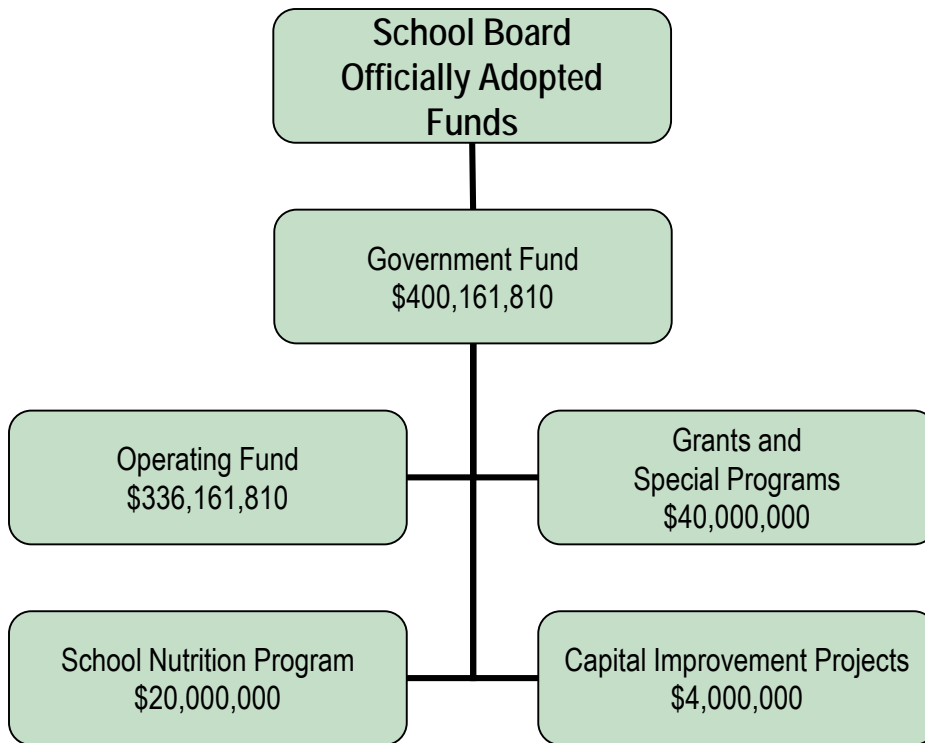 School Board
Officially Adopted
Funds
Government Fund
$400,161,810
Operating Fund
$336,161,810
Grants and
Special Programs
$40,000,000
School Nutrition Program
$20,000,000
Capital Improvement Projects
$4,000,000